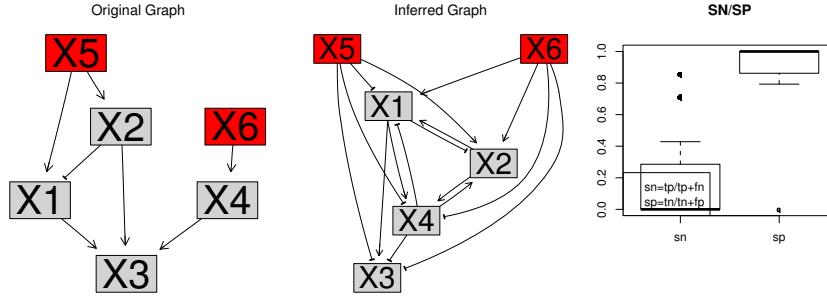 Original Graph
X5
X2
X6
X1
X4
X3
Inferred Graph
X5
X6
X1
X2
X4
X3
SN/SP
1.0
0.8
0.6
0.4
0.2
0.0
sn=tp/tp+fn
sp=tn/tn+fp
sn
sp